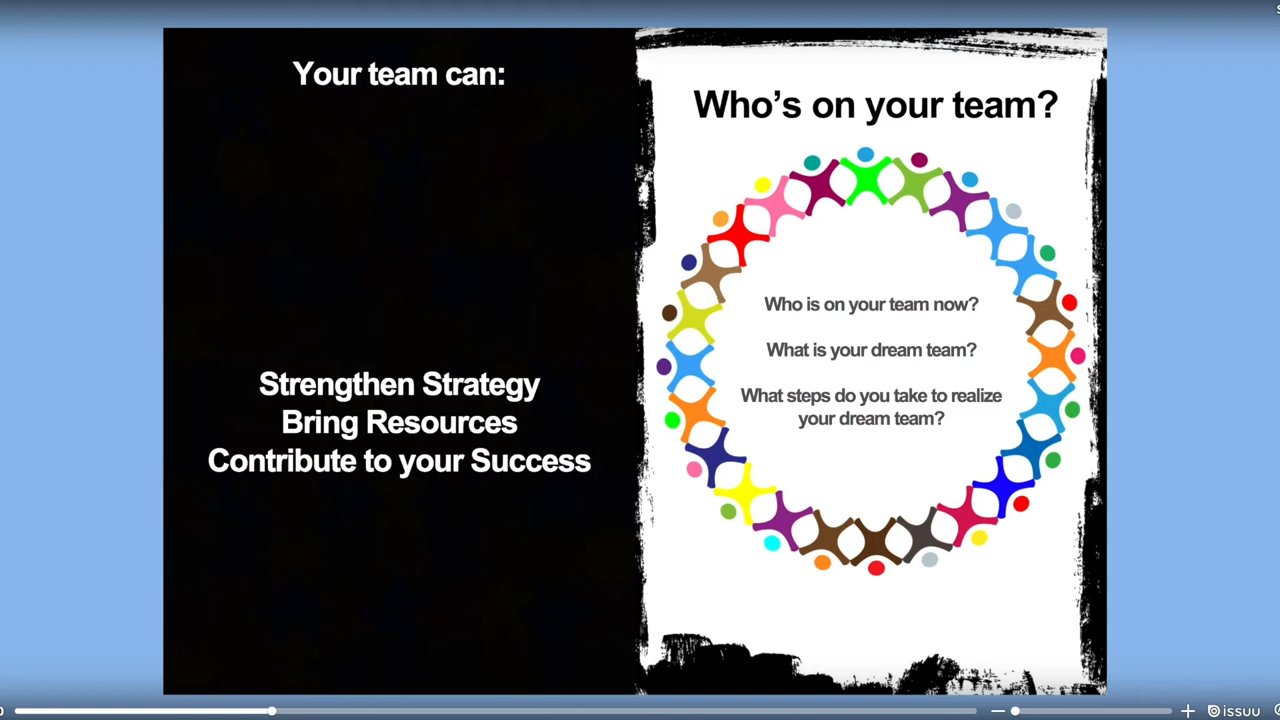 Your team can:
Strengthen Strategy
Bring Resources
Contribute to your Success
Who’s on your team?
Who is on your team now?
What is your dream team?
What steps do you take to realize
your dream team?
issuu